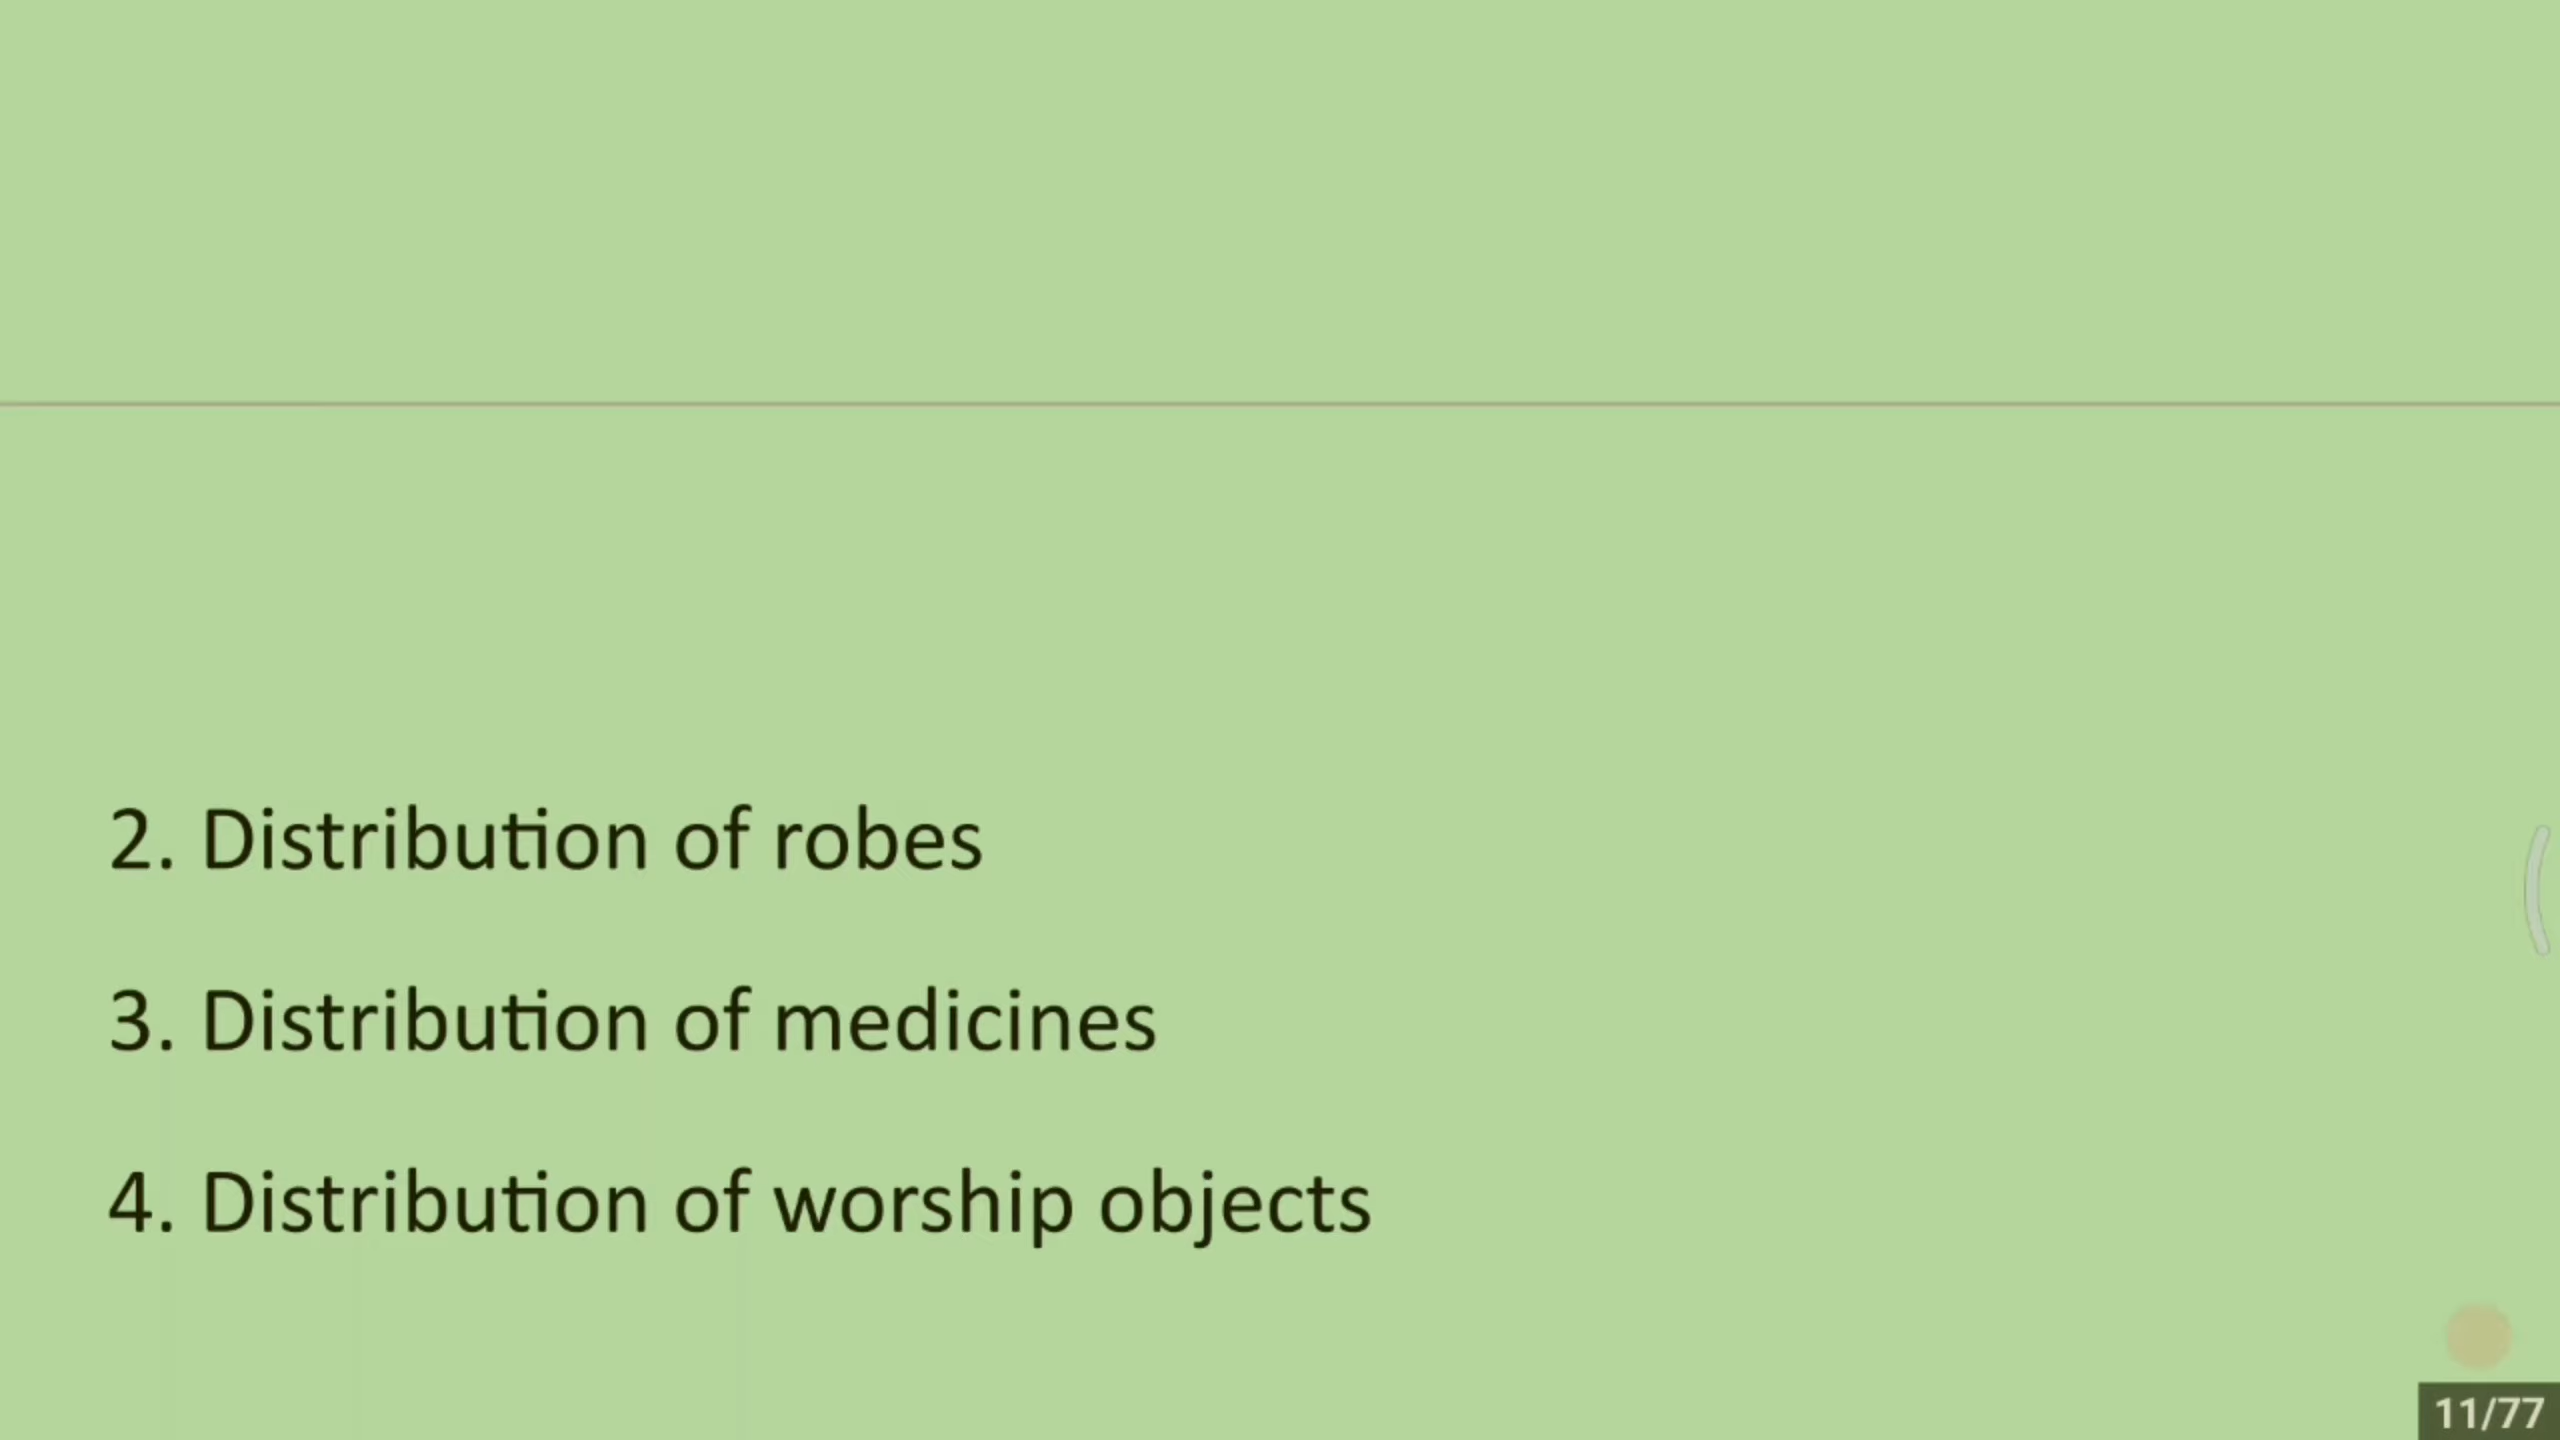 2. Distribution of robes
3. Distribution of medicines
4. Distribution of worship objects
11/77